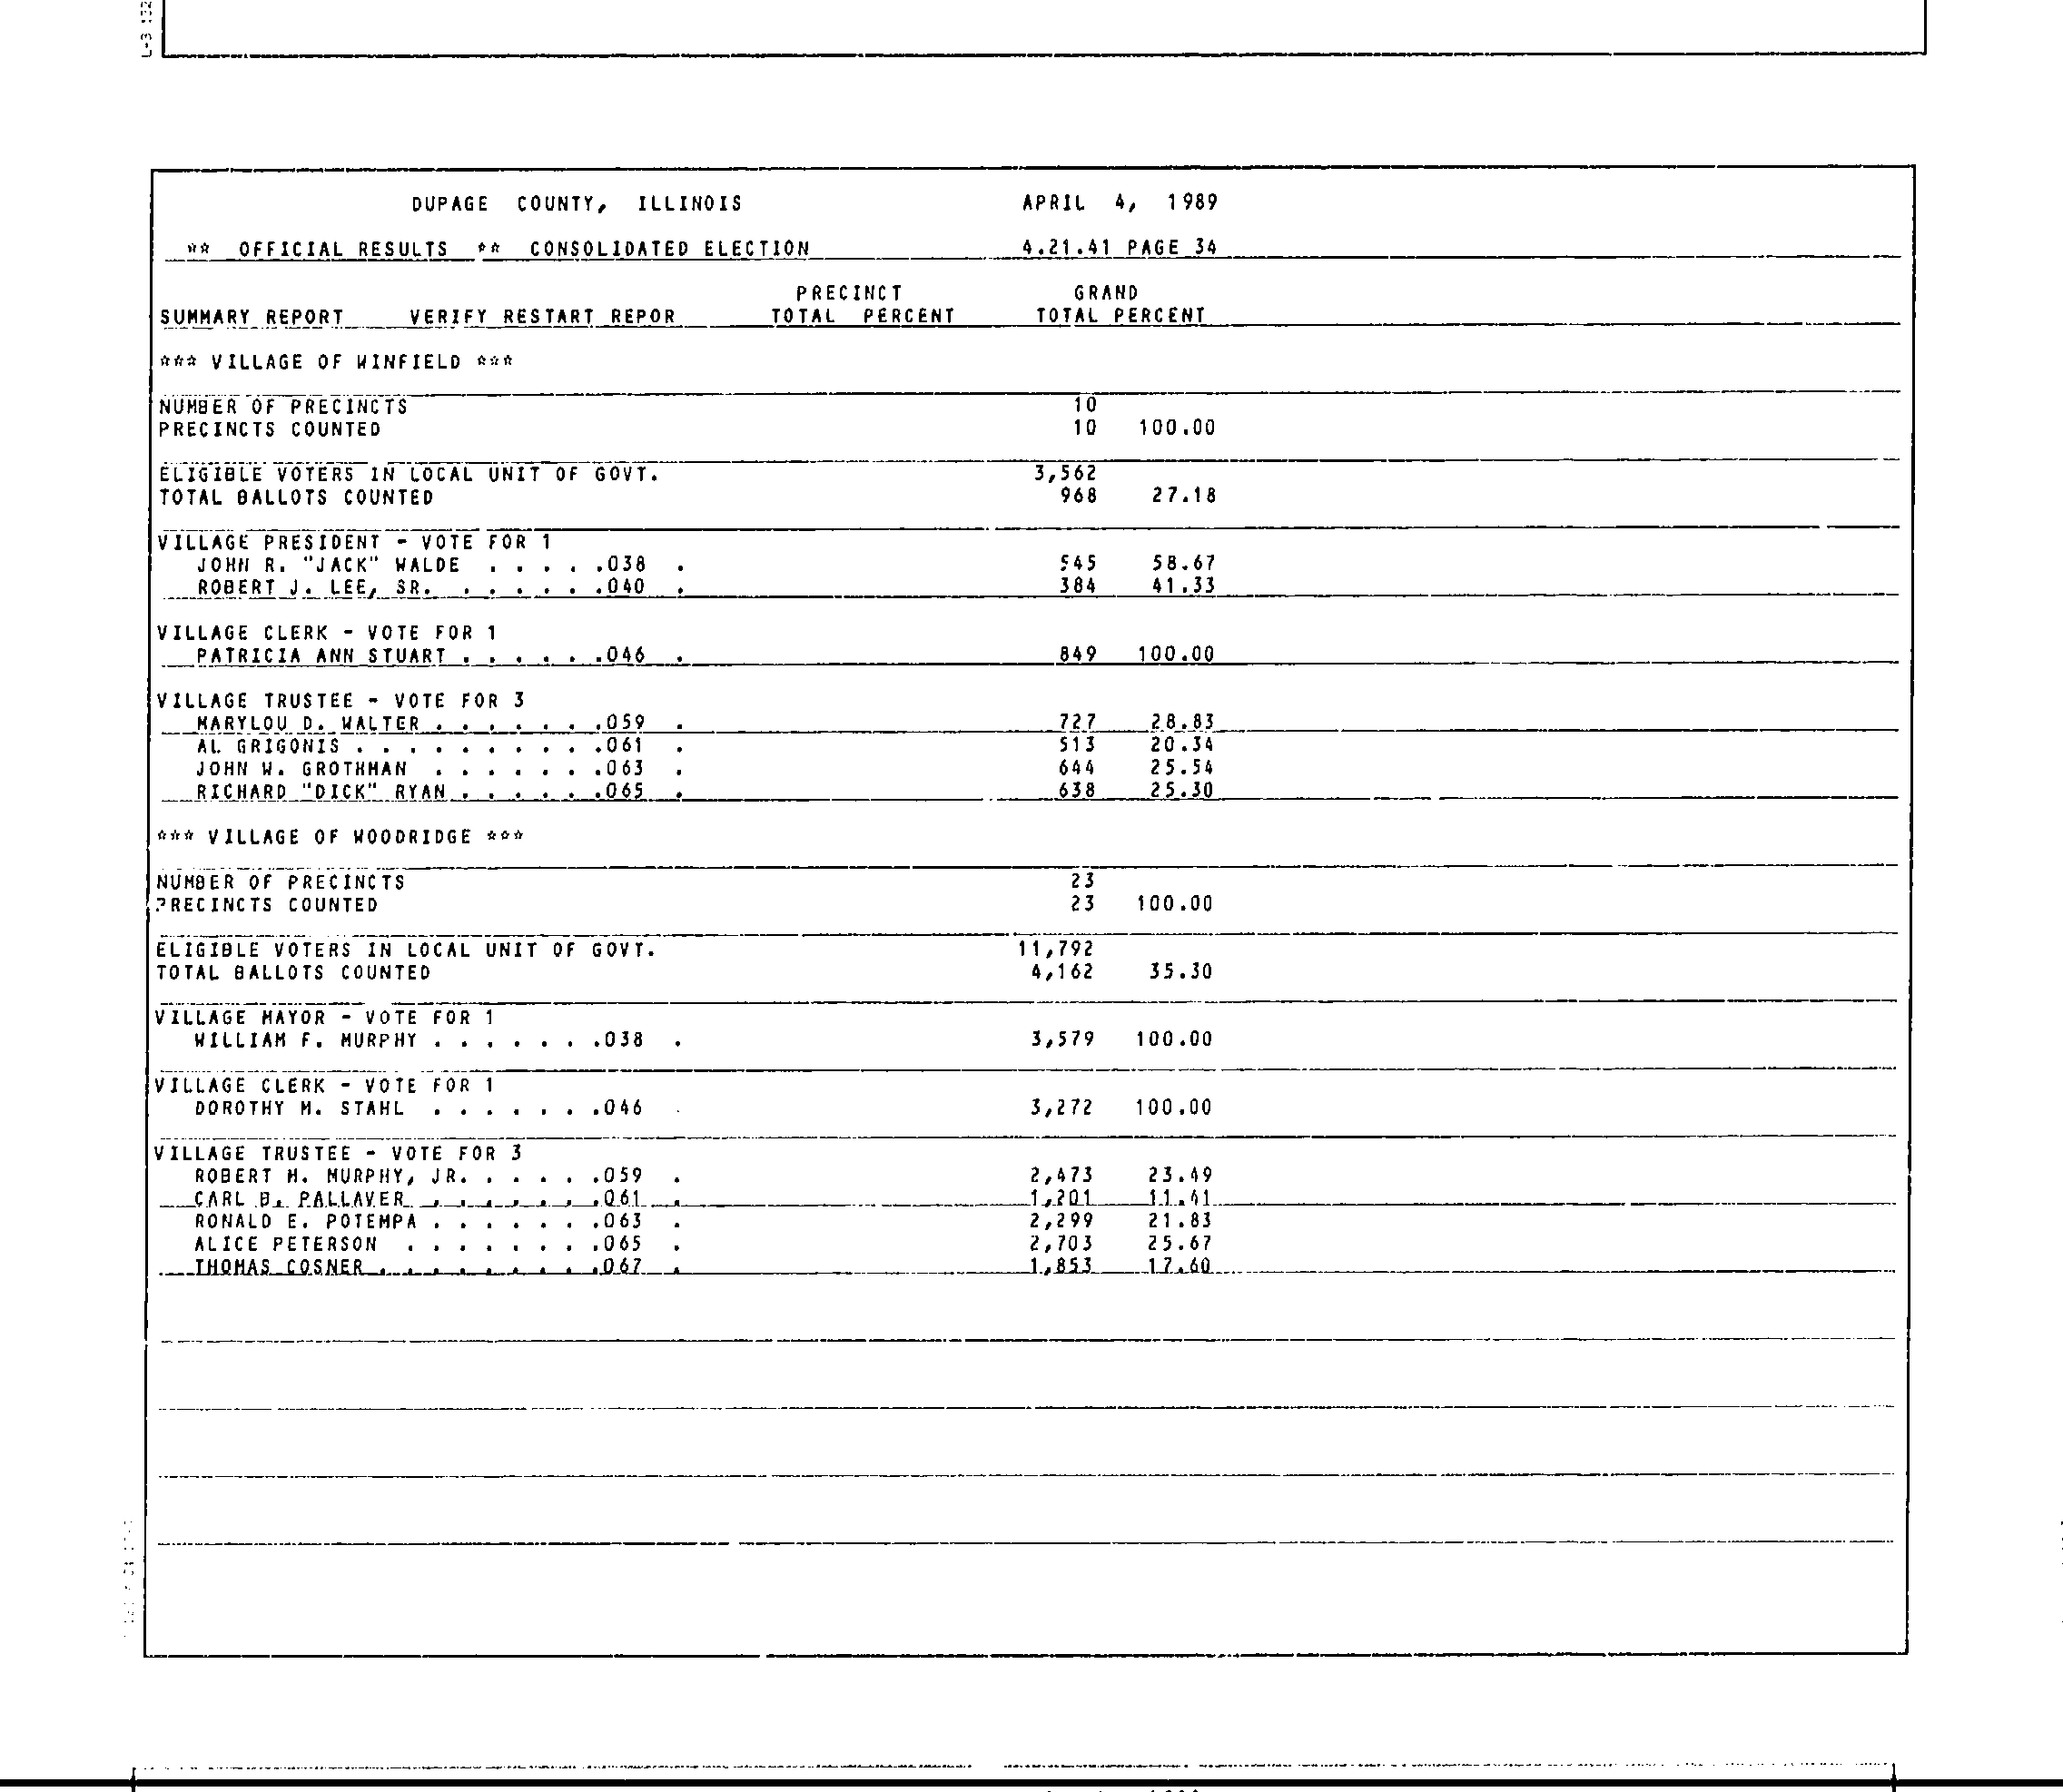 DUPAGE COUNTY, ILLINOIS APRIL 4, 1989
** OFFICIAL RESULTS ** CONSOLIDATED ELECTION 4.21.41 PAGE 34
PRECINCT GRAND
SUMMARY REPORT VERIFY RESTART REPOR TOTAL PERCENT TOTAL PERCENT
*** VILLAGE OF WINFIELD ***
NUMBER OF PRECINCTS 10
PRECINCTS COUNTED 10 100.00
ELIGIBLE VOTERS IN LOCAL UNIT OF GOVT. 3,562
TOTAL BALLOTS COUNTED 968 27.18
VILLAGE PRESIDENT - VOTE FOR 1
JOHN R. "JACK" WALDE . . . . .038 . 545 58.67
ROBERT J. LEE, SR. . . . . . .040 . 384 41.33
VILLAGE CLERK - VOTE FOR 1
PATRICIA ANN STUART . . . . . .046 . 849 100.00
VILLAGE TRUSTEE - VOTE FOR 3
MARYLOU D. WALTER . . . . . . .059 . 727 28.83
AL GRIGONIS . . . . . . . . . .061 . 513 20.34
JOHN W. GROTHMAN . . . . . . .063 . 644 25.54
RICHARD "DICK" RYAN . . . . . .065 . 638 25.30
*** VILLAGE OF WOODRIDGE ***
NUMBER OF PRECINCTS 23
PRECINCTS COUNTED 23 100.00
ELIGIBLE VOTERS IN LOCAL UNIT OF GOVT. 11,792
TOTAL BALLOTS COUNTED 4,162 35.30
VILLAGE MAYOR - VOTE FOR 1
WILLIAM F. MURPHY . . . . . . .038 . 3,579 100.00
VILLAGE CLERK - VOTE FOR 1
DOROTHY M. STAHL . . . . . . .046 . 3,272 100.00
VILLAGE TRUSTEE - VOTE FOR 3
ROBERT M. MURPHY, JR. . . . . .059 . 2,473 23.49
CARL B. PALLAVER . . . . . . .061 . 1,201 11.41
RONALD E. POTEMPA . . . . . . .063 . 2,299 21.83
ALICE PETERSON . . . . . . . .065 . 2,703 25.67
THOMAS COSNER . . . . . . . . .067 . 1,853 17.60